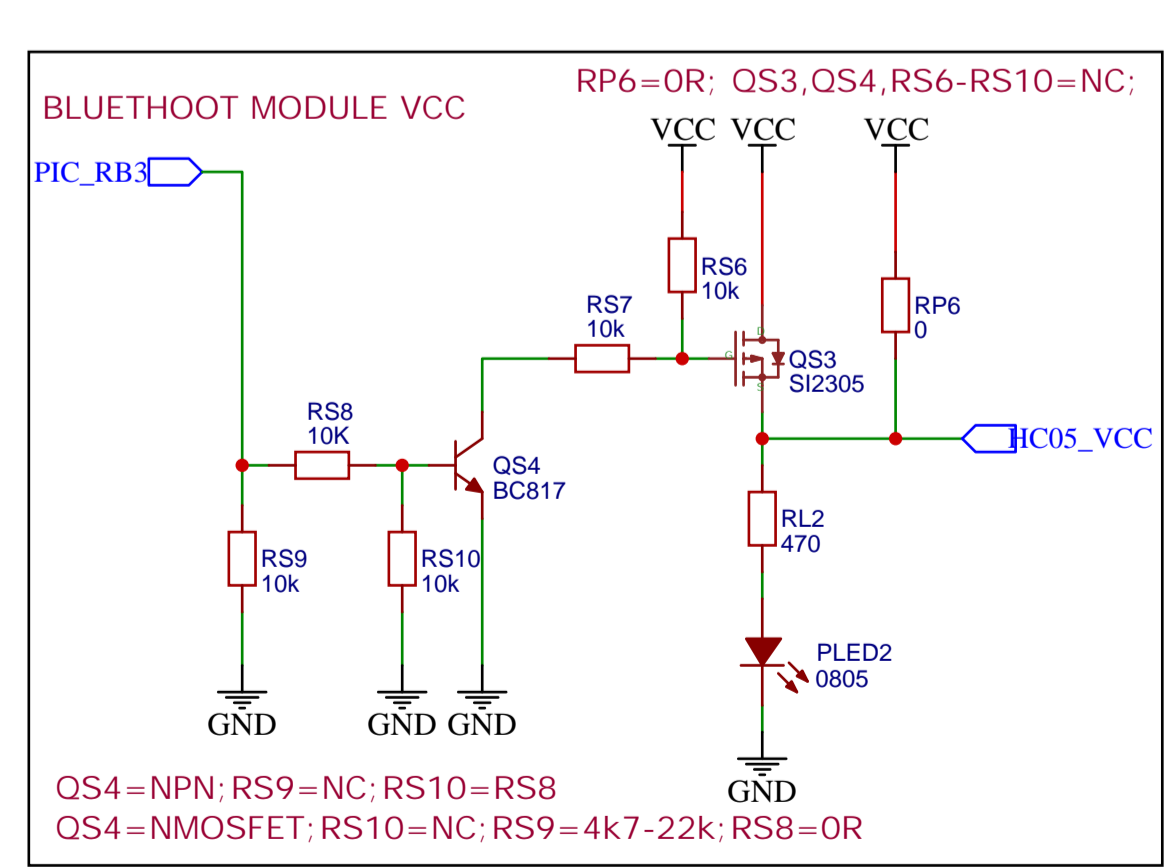 RP6=0R; QS3,QS4,RS6-RS10=NC;
BLUETHOOT MODULE VCC
VCC VCC VCC
PIC_RB3
RS6
10k
RS7
10k
RP6
0
D
G
S
QS3
SI2305
RS8
10K
HC05_VCC
QS4
BC817
RL2
470
RS9
10k
RS10
10k
PLED2
0805
GND GND GND
GND
QS4=NPN;RS9=NC;RS10=RS8
QS4=NMOSFET;RS10=NC;RS9=4k7-22k;RS8=0R